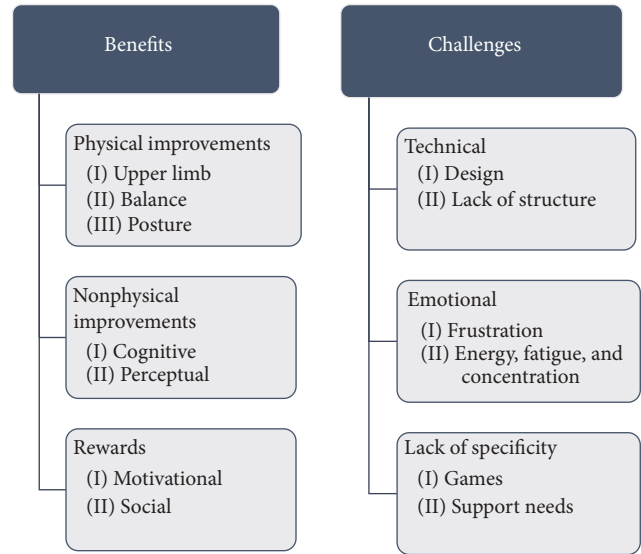 Benefits
Physical improvements
(I) Upper limb
(II) Balance
(III) Posture
Nonphysical
improvements
(I) Cognitive
(II) Perceptual
Rewards
(I) Motivational
(II) Social
Challenges
Technical
(I) Design
(II) Lack of structure
Emotional
(I) Frustration
(II) Energy, fatigue, and
concentration
Lack of specificity
(I) Games
(II) Support needs